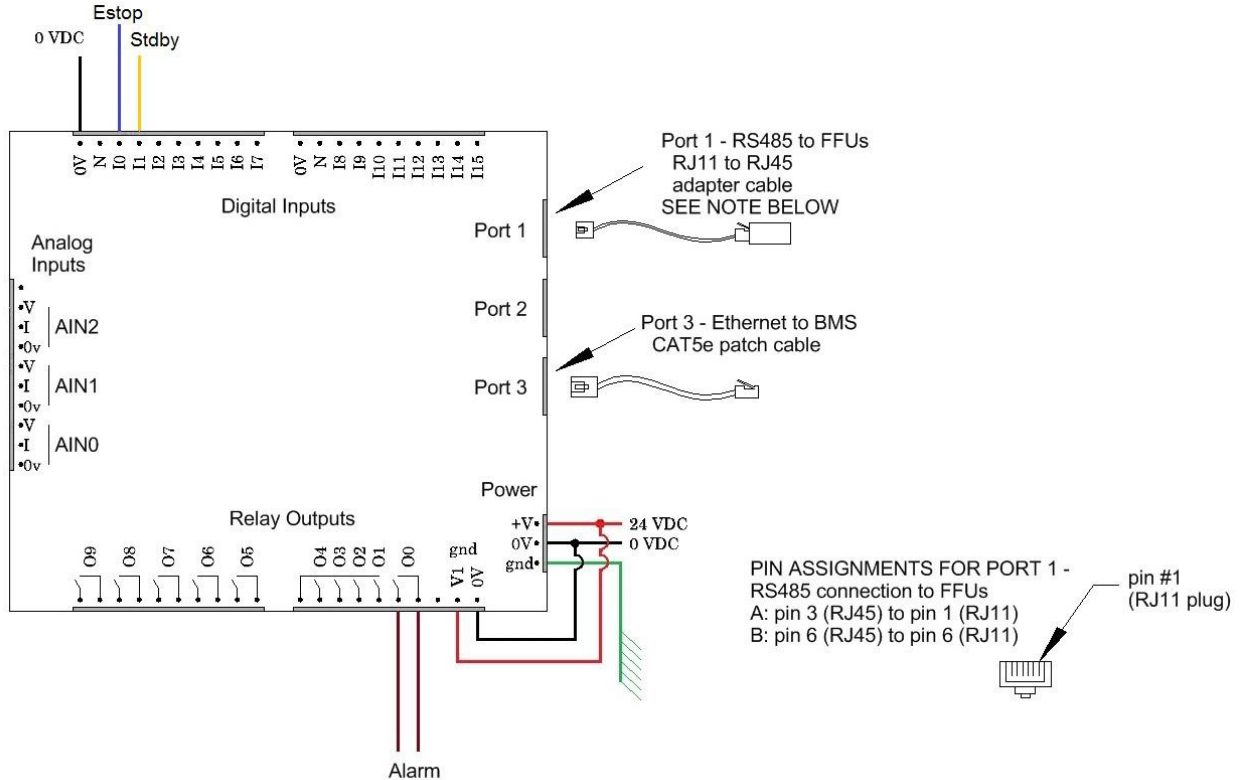 Estop
0 VDC
Stdby
0V N I0 I1 I2 I3 I4 I5 I6 I7
0V N I8 I9 I10 I11 I12 I13 I14 I15
Digital Inputs
Port 1 - RS485 to FFUs
RJ11 to RJ45
adapter cable
SEE NOTE BELOW
Port 1
Analog
Inputs
V
I
0v
AIN2
V
I
0v
AIN1
V
I
0v
AIN0
Port 2
Port 3 - Ethernet to BMS
CAT5e patch cable
Port 3
Power
+V
0V
gnd
24 VDC
0 VDC
Relay Outputs
O9 O8 O7 O6 O5
O4 O3 O2 O1 O0
gnd
V1 0V
PIN ASSIGNMENTS FOR PORT 1 -
RS485 connection to FFUs
A: pin 3 (RJ45) to pin 1 (RJ11)
B: pin 6 (RJ45) to pin 6 (RJ11)
pin #1
(RJ11 plug)
Alarm